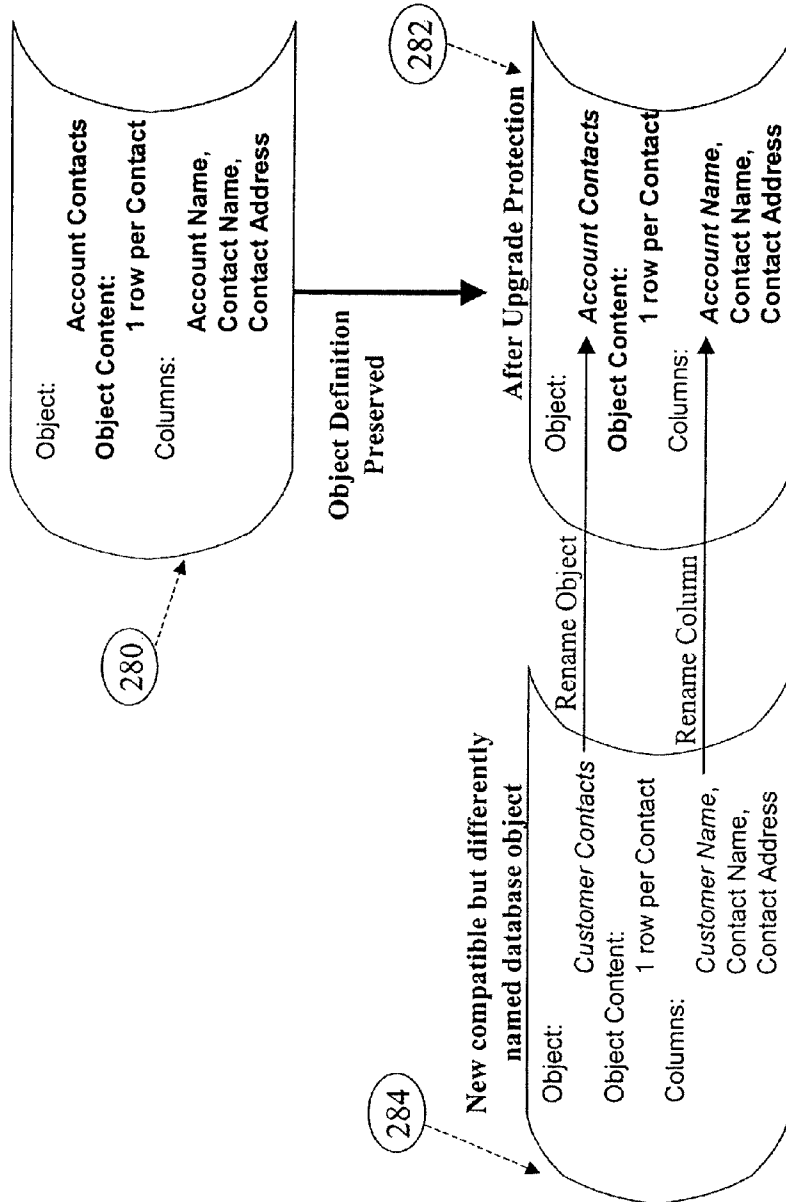 280
Object:
Account Contacts
Object Content:
1 row per Contact
Columns:
Account Name,
Contact Name,
Contact Address
Object Definition
Preserved
284
New compatible but differently
named database object
Object:
Customer Contacts
Object Content:
1 row per Contact
Columns:
Customer Name,
Contact Name,
Contact Address
Rename Object
Rename Column
282
After Upgrade Protection
Object:
Account Contacts
Object Content:
1 row per Contact
Columns:
Account Name,
Contact Name,
Contact Address